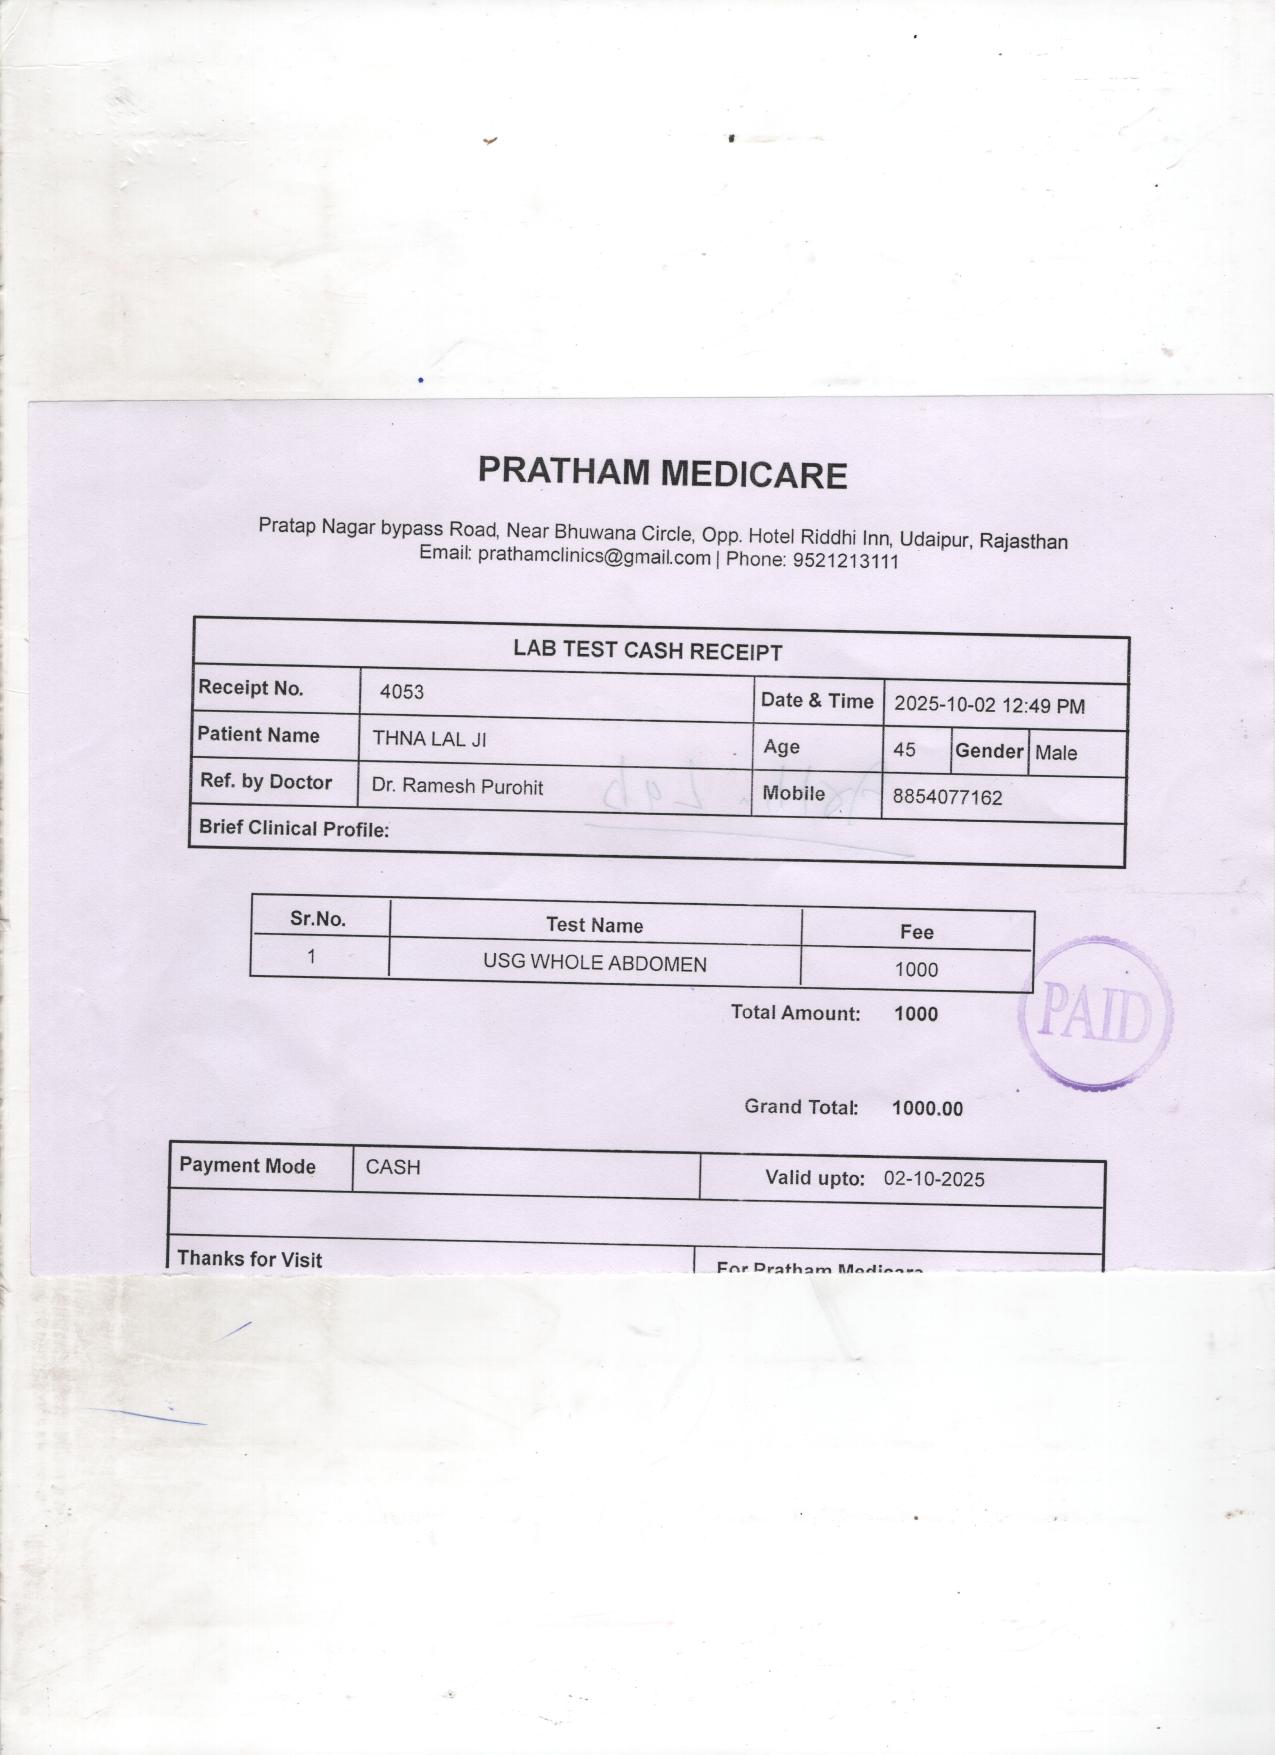 PRATHAM MEDICARE
Pratap Nagar bypass Road, Near Bhuwana Circle, Opp. Hotel Riddhi Inn, Udaipur, Rajasthan
Email: prathamclinics@gmail.com | Phone: 9521213111
LAB TEST CASH RECEIPT
Receipt No. 4053 Date & Time 2025-10-02 12:49 PM
Patient Name THNA LAL JI Age 45 Gender Male
Ref. by Doctor Dr. Ramesh Purohit Mobile 8854077162
Brief Clinical Profile:
Sr.No. Test Name Fee
1 USG WHOLE ABDOMEN 1000
Total Amount: 1000
PAID
Grand Total: 1000.00
Payment Mode CASH Valid upto: 02-10-2025
Thanks for Visit For Pratham Medicare